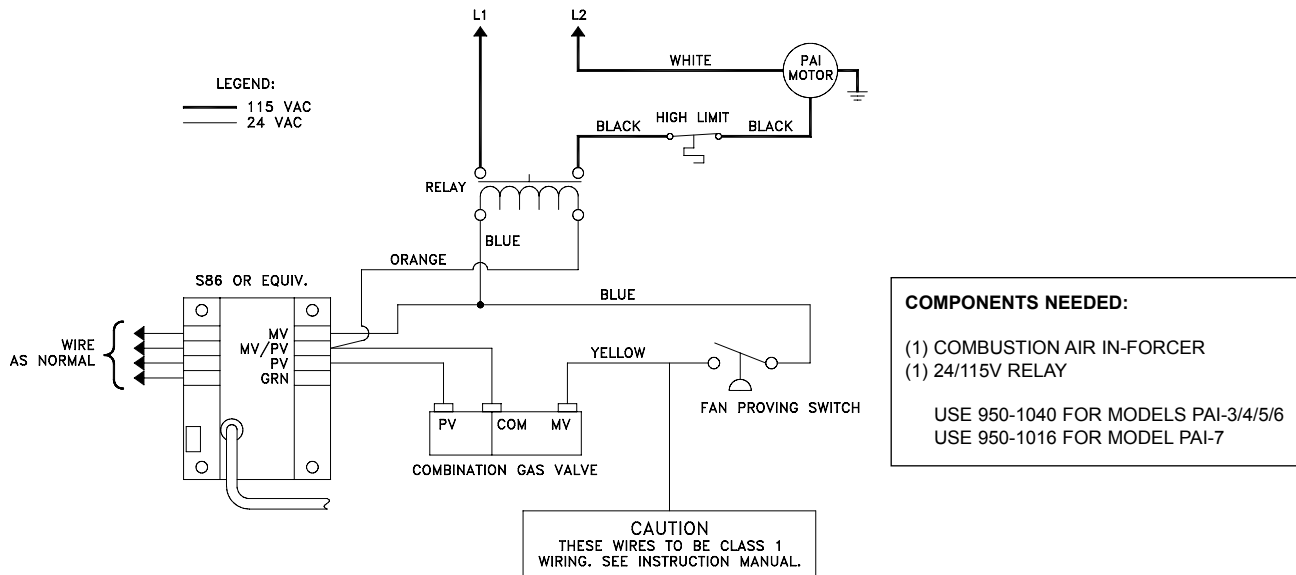 L1
L2
WHITE
PAI
MOTOR
LEGEND:
115 VAC
24 VAC
BLACK
HIGH LIMIT
BLACK
RELAY
BLUE
ORANGE
S86 OR EQUIV.
BLUE
WIRE
AS NORMAL
MV
MV/PV
PV
GRN
YELLOW
FAN PROVING SWITCH
PV
COM
MV
COMBINATION GAS VALVE
CAUTION
THESE WIRES TO BE CLASS 1
WIRING. SEE INSTRUCTION MANUAL.
COMPONENTS NEEDED:
(1) COMBUSTION AIR IN-FORCER
(1) 24/115V RELAY
USE 950-1040 FOR MODELS PAI-3/4/5/6
USE 950-1016 FOR MODEL PAI-7